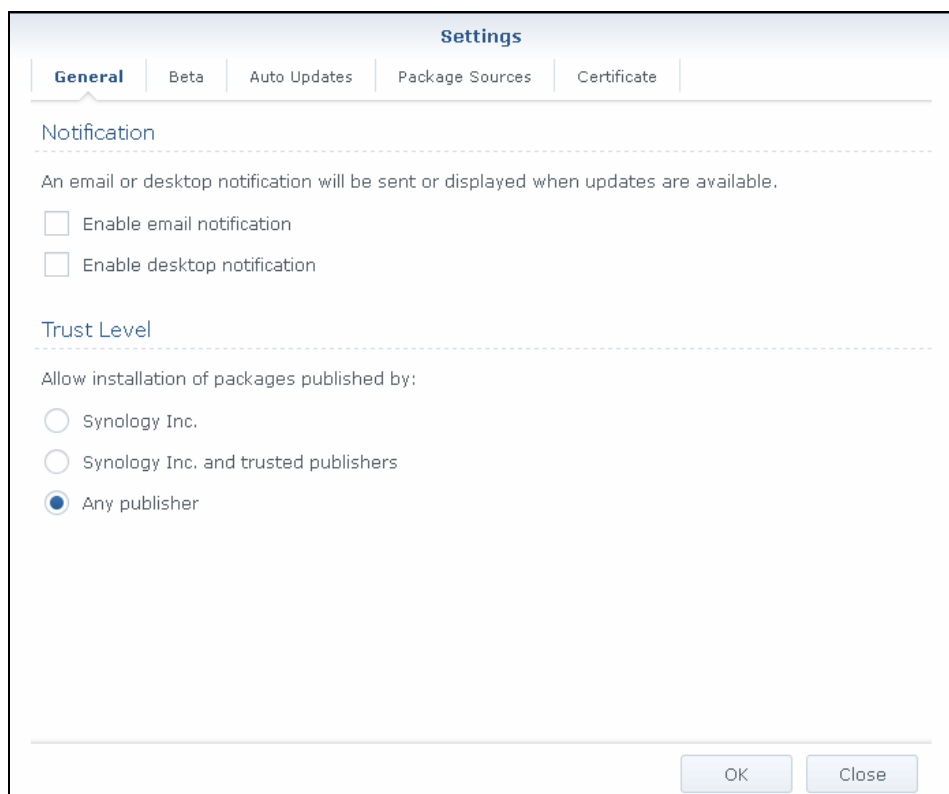 Settings
General Beta Auto Updates Package Sources Certificate
Notification
An email or desktop notification will be sent or displayed when updates are available.
Enable email notification
Enable desktop notification
Trust Level
Allow installation of packages published by:
Synology Inc.
Synology Inc. and trusted publishers
Any publisher
OK Close